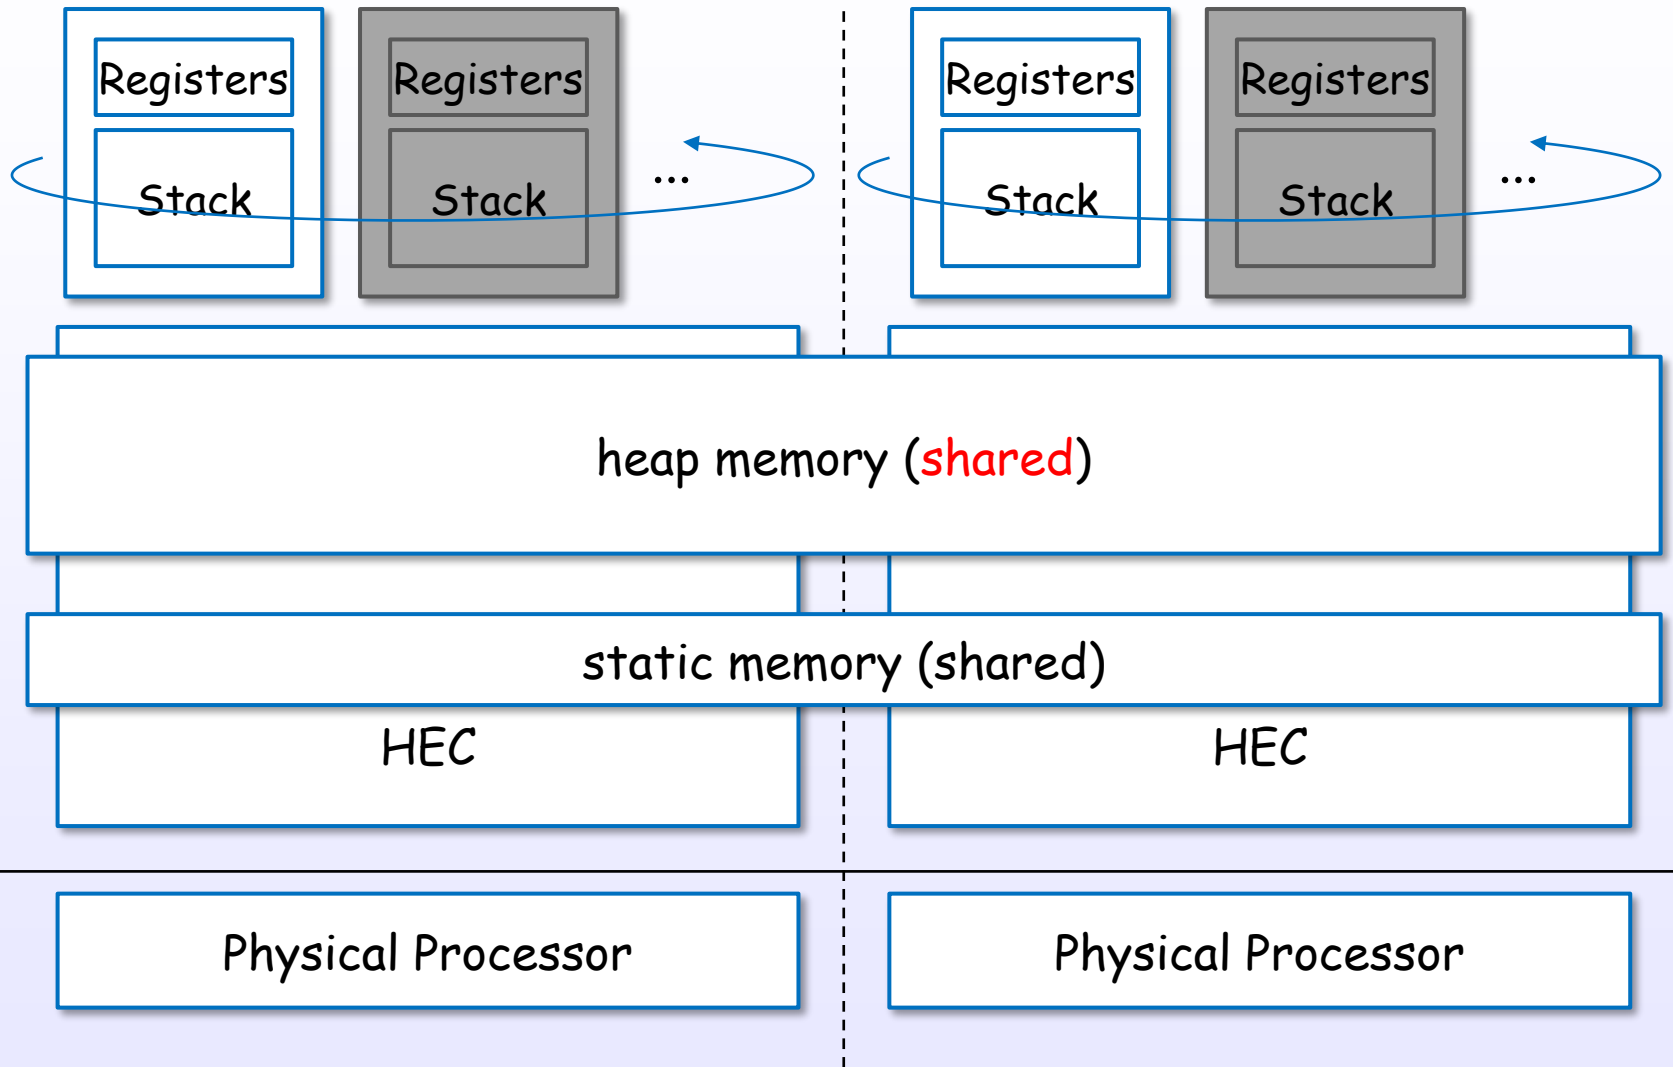 Registers
Registers
Registers
Registers
Stack
Stack
...
Stack
Stack
...
heap memory (shared)
static memory (shared)
HEC
HEC
Physical Processor
Physical Processor